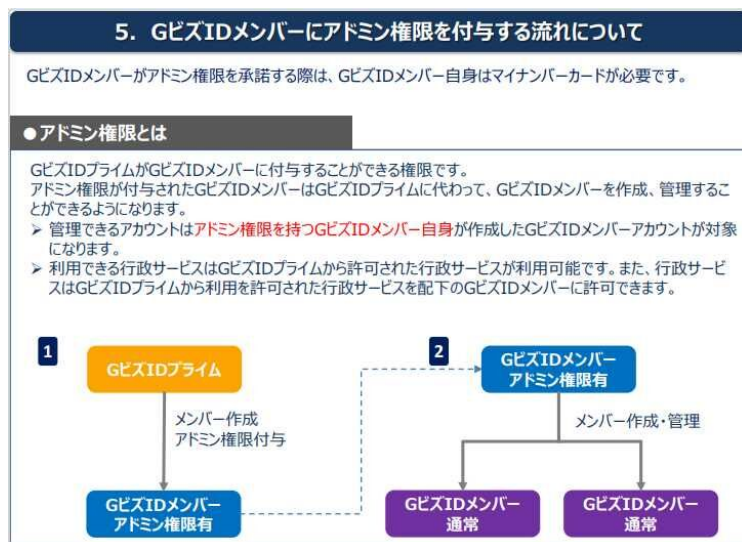 5. GビズIDメンバーにアドミン権限を付与する流れについて
GビズIDメンバーがアドミン権限を承諾する際は、GビズIDメンバー自身はマイナンバーカードが必要です。
●アドミン権限とは
GビズIDプライムがGビズIDメンバーに付与することができる権限です。
アドミン権限が付与されたGビズIDメンバーはGビズIDプライムに代わって、GビズIDメンバーを作成、管理するこ
とができるようになります。
➢ 管理できるアカウントはアドミン権限を持つGビズIDメンバー自身が作成したGビズIDメンバーアカウントが対象
になります。
➢ 利用できる行政サービスはGビズIDプライムから許可された行政サービスが利用可能です。また、行政サービ
スはGビズIDプライムから利用を許可された行政サービスを配下のGビズIDメンバーに許可できます。
1
GビズIDプライム
メンバー作成
アドミン権限付与
GビズIDメンバー
アドミン権限有
2
GビズIDメンバー
アドミン権限有
メンバー作成・管理
GビズIDメンバー
通常
GビズIDメンバー
通常